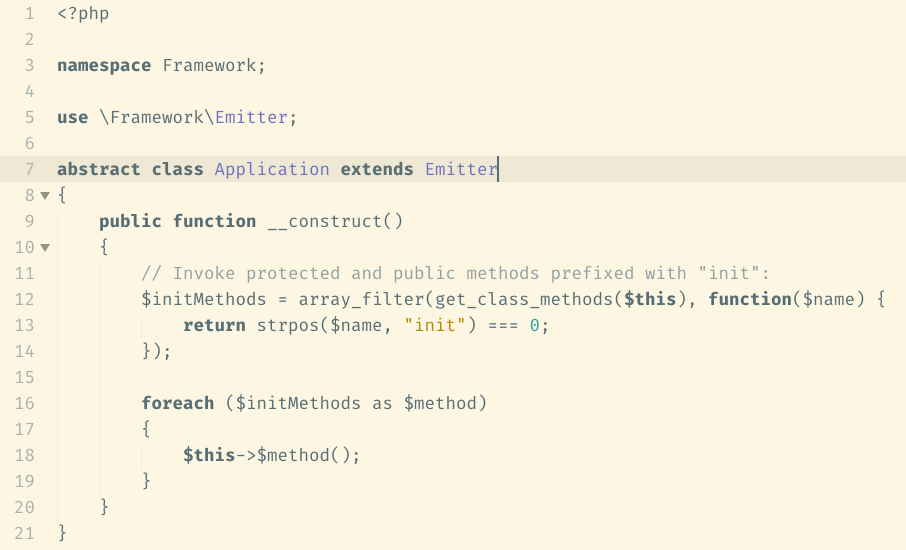 1 <?php
2
3 namespace Framework;
4
5 use \Framework\Emitter;
6
7 abstract class Application extends Emitter
8 {
9     public function __construct()
10     {
11         // Invoke protected and public methods prefixed with "init":
12         $initMethods = array_filter(get_class_methods($this), function($name) {
13             return strpos($name, "init") === 0;
14         });
15
16         foreach ($initMethods as $method)
17         {
18             $this->$method();
19         }
20     }
21 }